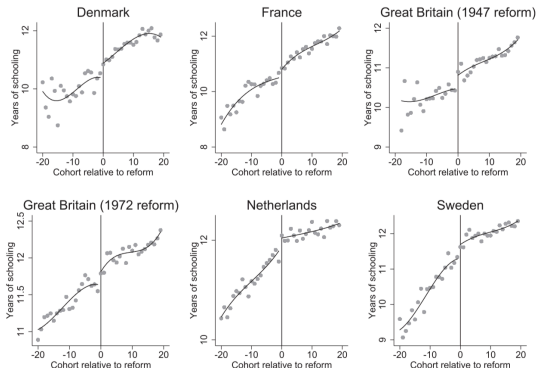 Denmark
Years of schooling
8
10
12
-20
-10
0
10
20
Cohort relative to reform
France
Years of schooling
8
10
12
-20
-10
0
10
20
Cohort relative to reform
Great Britain (1947 reform)
Years of schooling
9
10
11
12
-20
-10
0
10
20
Cohort relative to reform
Great Britain (1972 reform)
Years of schooling
11
11.5
12
12.5
-20
-10
0
10
20
Cohort relative to reform
Netherlands
Years of schooling
10
12
-20
-10
0
10
20
Cohort relative to reform
Sweden
Years of schooling
9
10
11
12
-20
-10
0
10
20
Cohort relative to reform